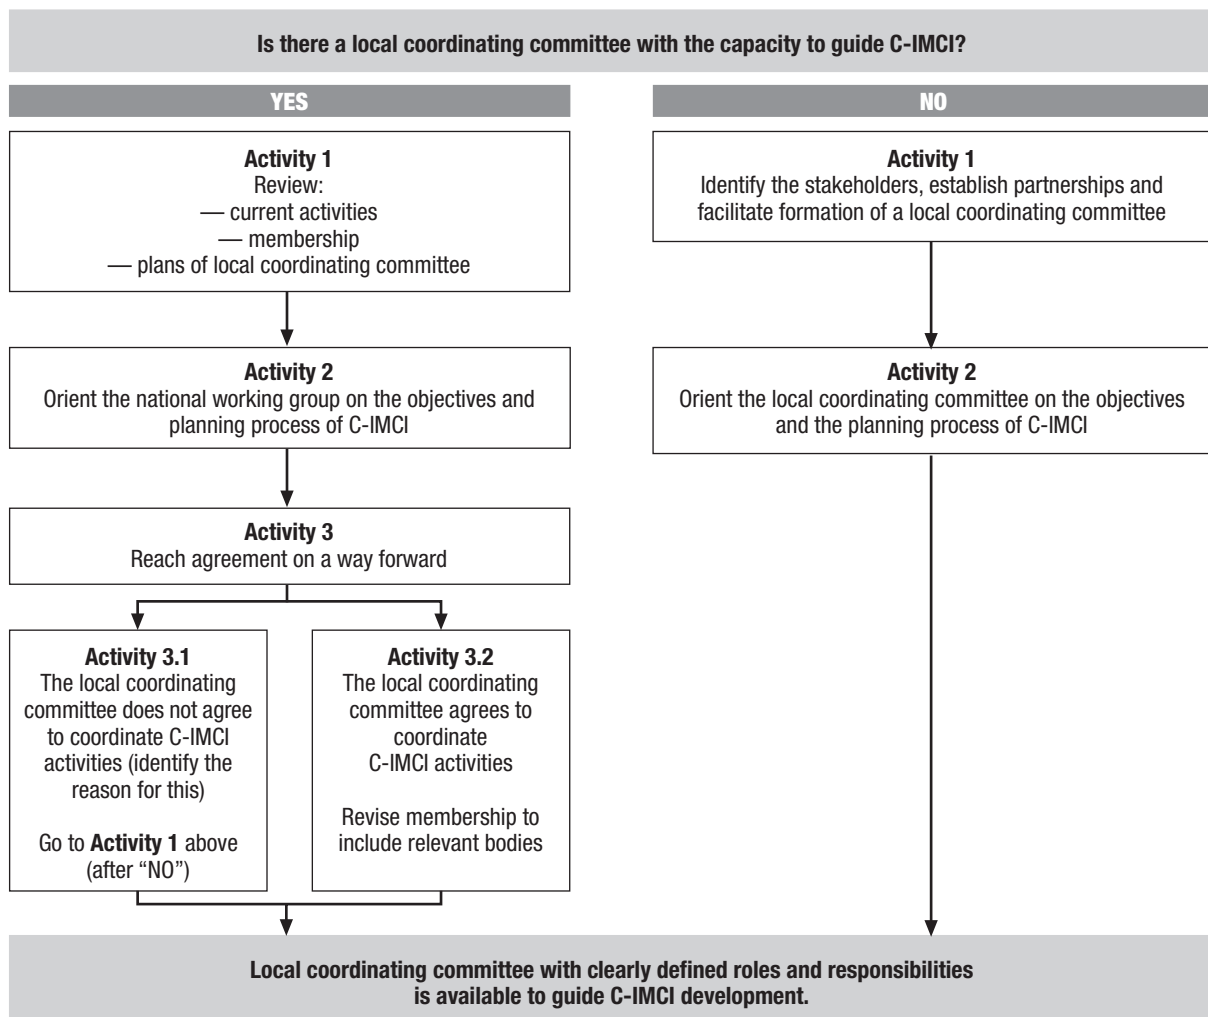 Is there a local coordinating committee with the capacity to guide C-IMCI?
YES
Activity 1
Review:
— current activities
— membership
— plans of local coordinating committee
Activity 2
Orient the national working group on the objectives and
planning process of C-IMCI
Activity 3
Reach agreement on a way forward
Activity 3.1
The local coordinating
committee does not agree
to coordinate C-IMCI
activities (identify the
reason for this)
Go to Activity 1 above
(after “NO”)
Activity 3.2
The local coordinating
committee agrees to
coordinate
C-IMCI activities
Revise membership to
include relevant bodies
NO
Activity 1
Identify the stakeholders, establish partnerships and
facilitate formation of a local coordinating committee
Activity 2
Orient the local coordinating committee on the objectives
and the planning process of C-IMCI
Local coordinating committee with clearly defined roles and responsibilities
is available to guide C-IMCI development.